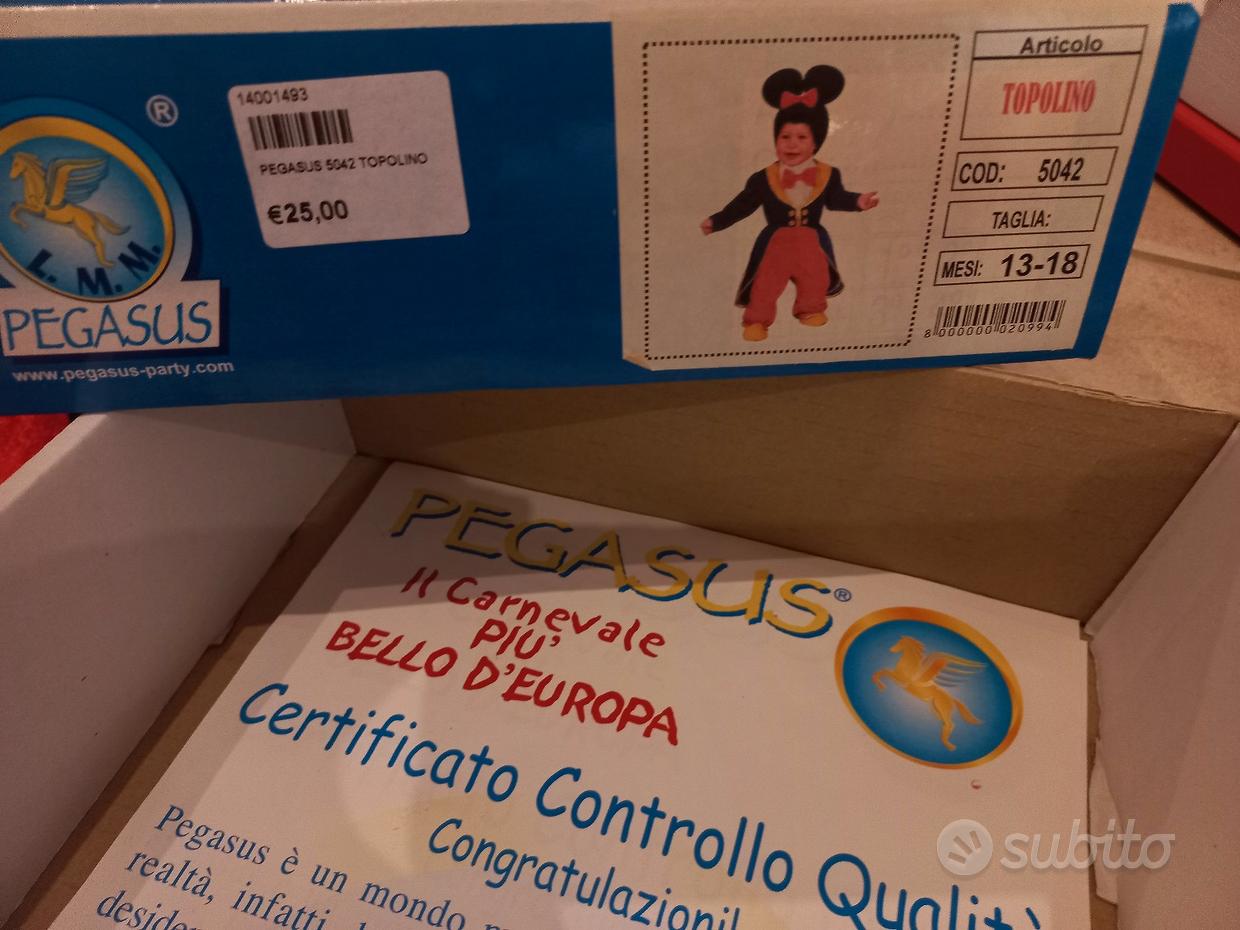 ®
L. M. M.
PEGASUS
www.pegasus-party.com
14001493
PEGASUS 5042 TOPOLINO
€25,00
Articolo
TOPOLINO
COD: 5042
TAGLIA:
MESI: 13-18
8 000000 020994
PEGASUS®
Il Carnevale
PIU'
BELLO D'EUROPA
Certificato Controllo Qualità
Congratulazioni!
Pegasus è un mondo
realtà, infatti
subito